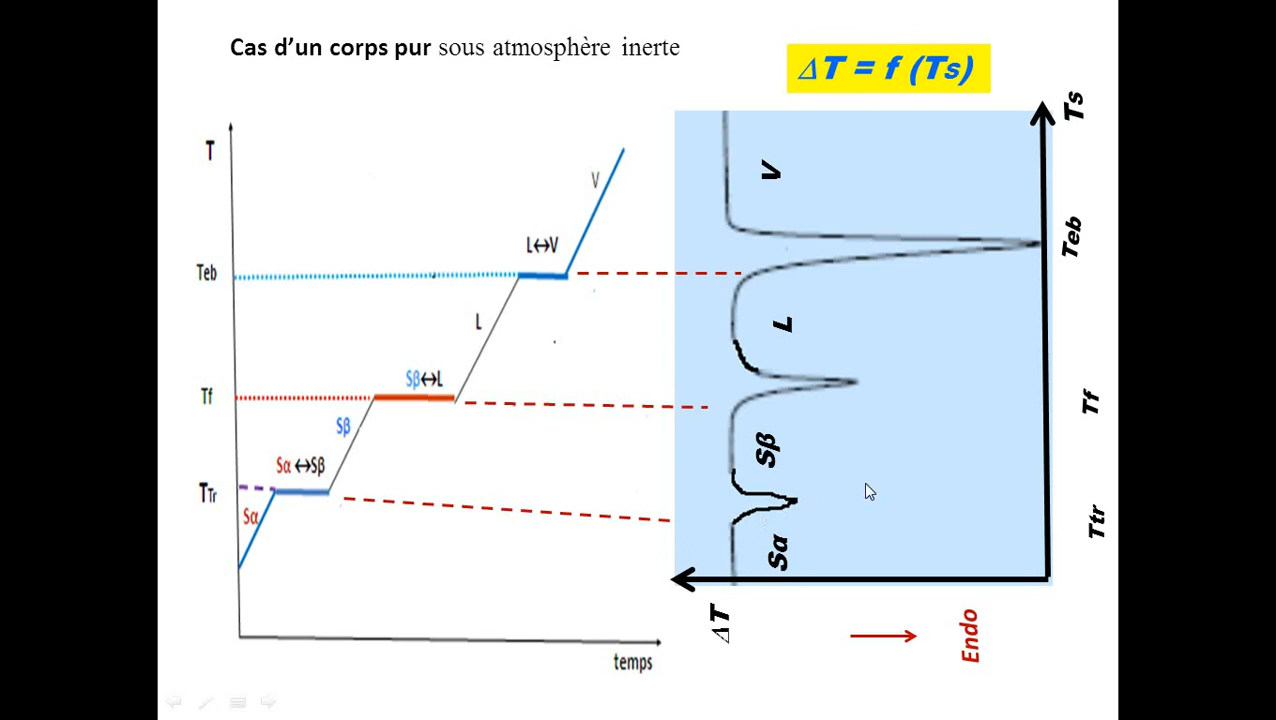 Cas d’un corps pur sous atmosphère inerte
ΔT = f (Ts)
T
V
L↔V
Teb
L
Sβ↔L
Tf
Sβ
Sα ↔Sβ
TTr
Sα
temps
Ts
V
Teb
L
Tf
Sβ
Ttr
Sα
ΔT
Endo